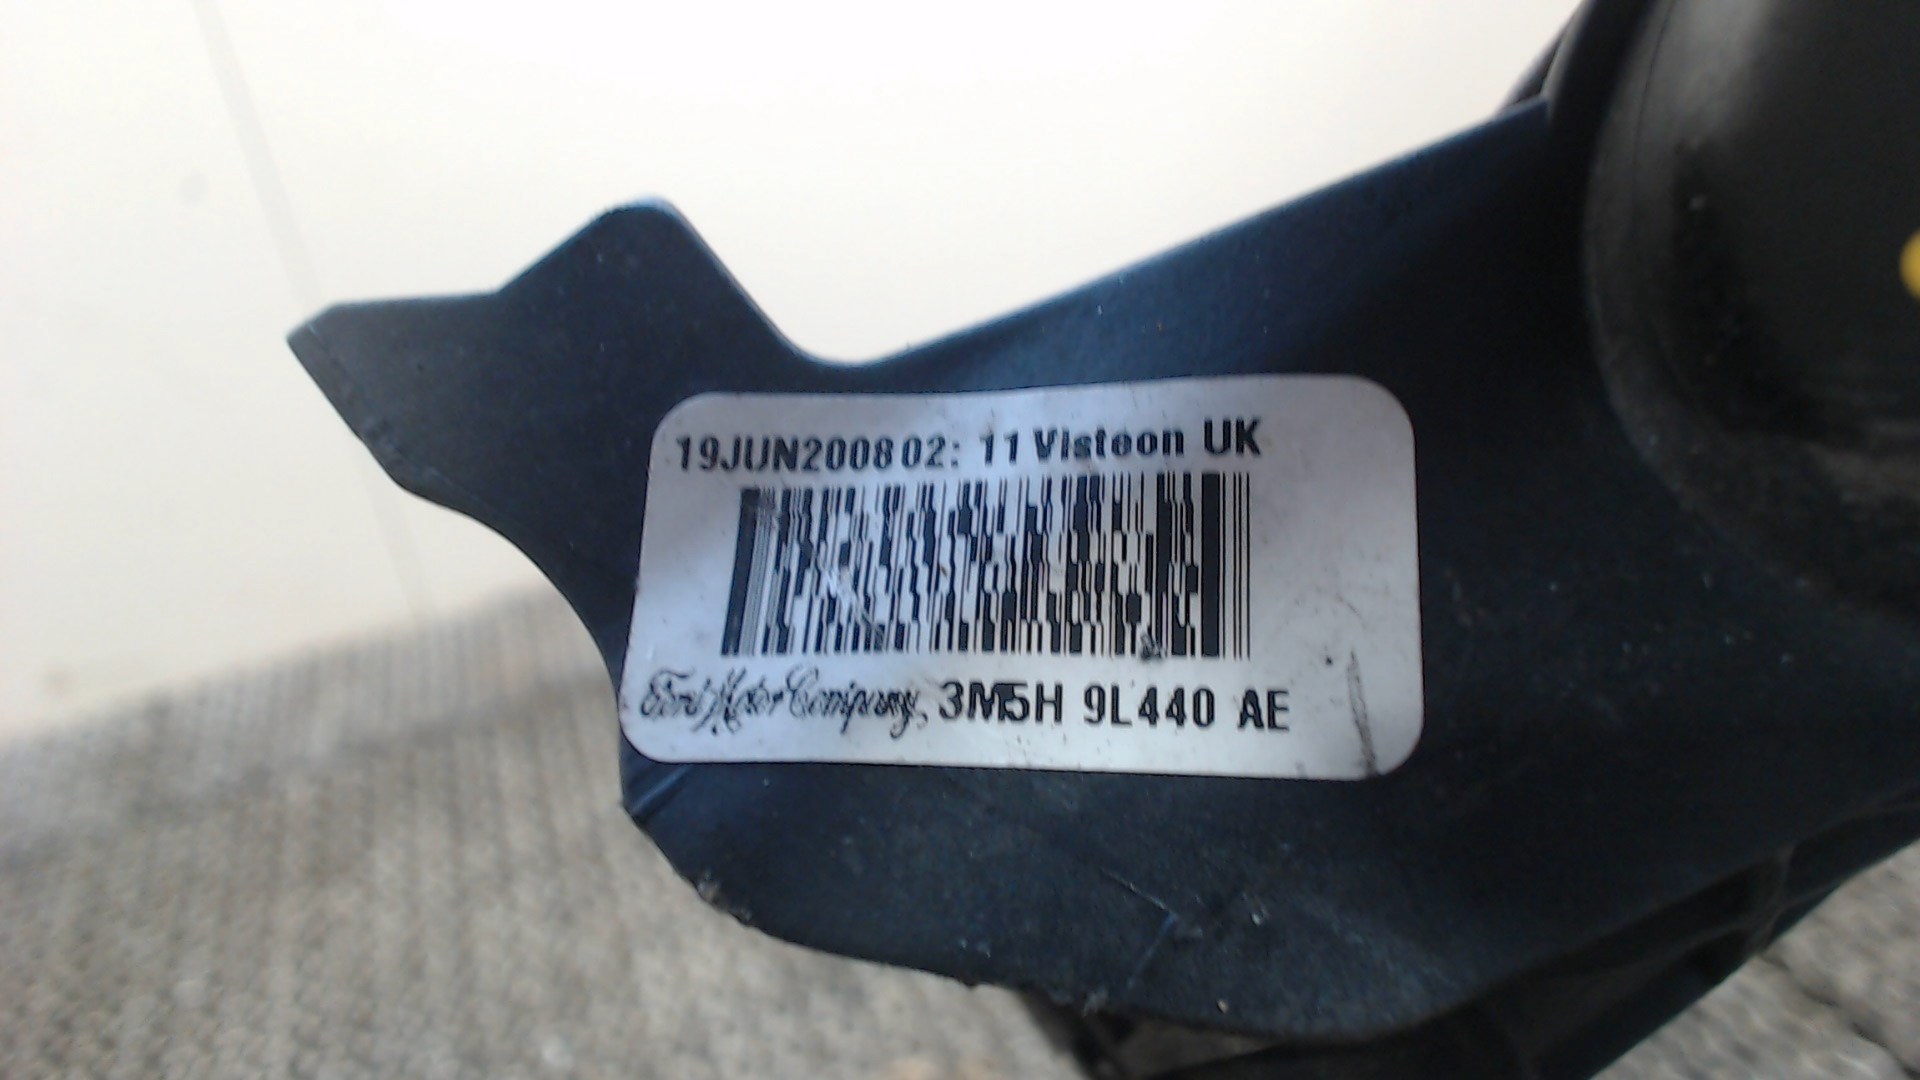 19JUN2008 02:11 Visteon UK
Ford Motor Company, 3M5H 9L440 AE